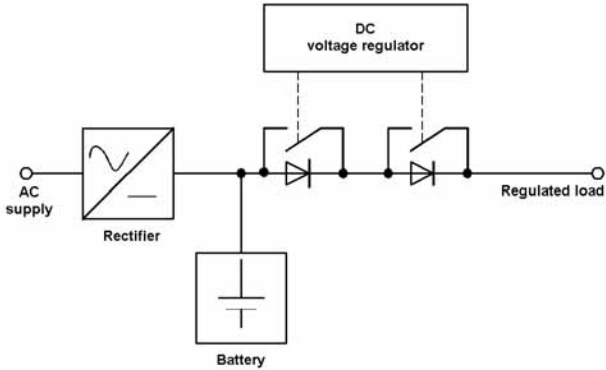 DC
voltage regulator
AC
supply
Rectifier
Regulated load
Battery